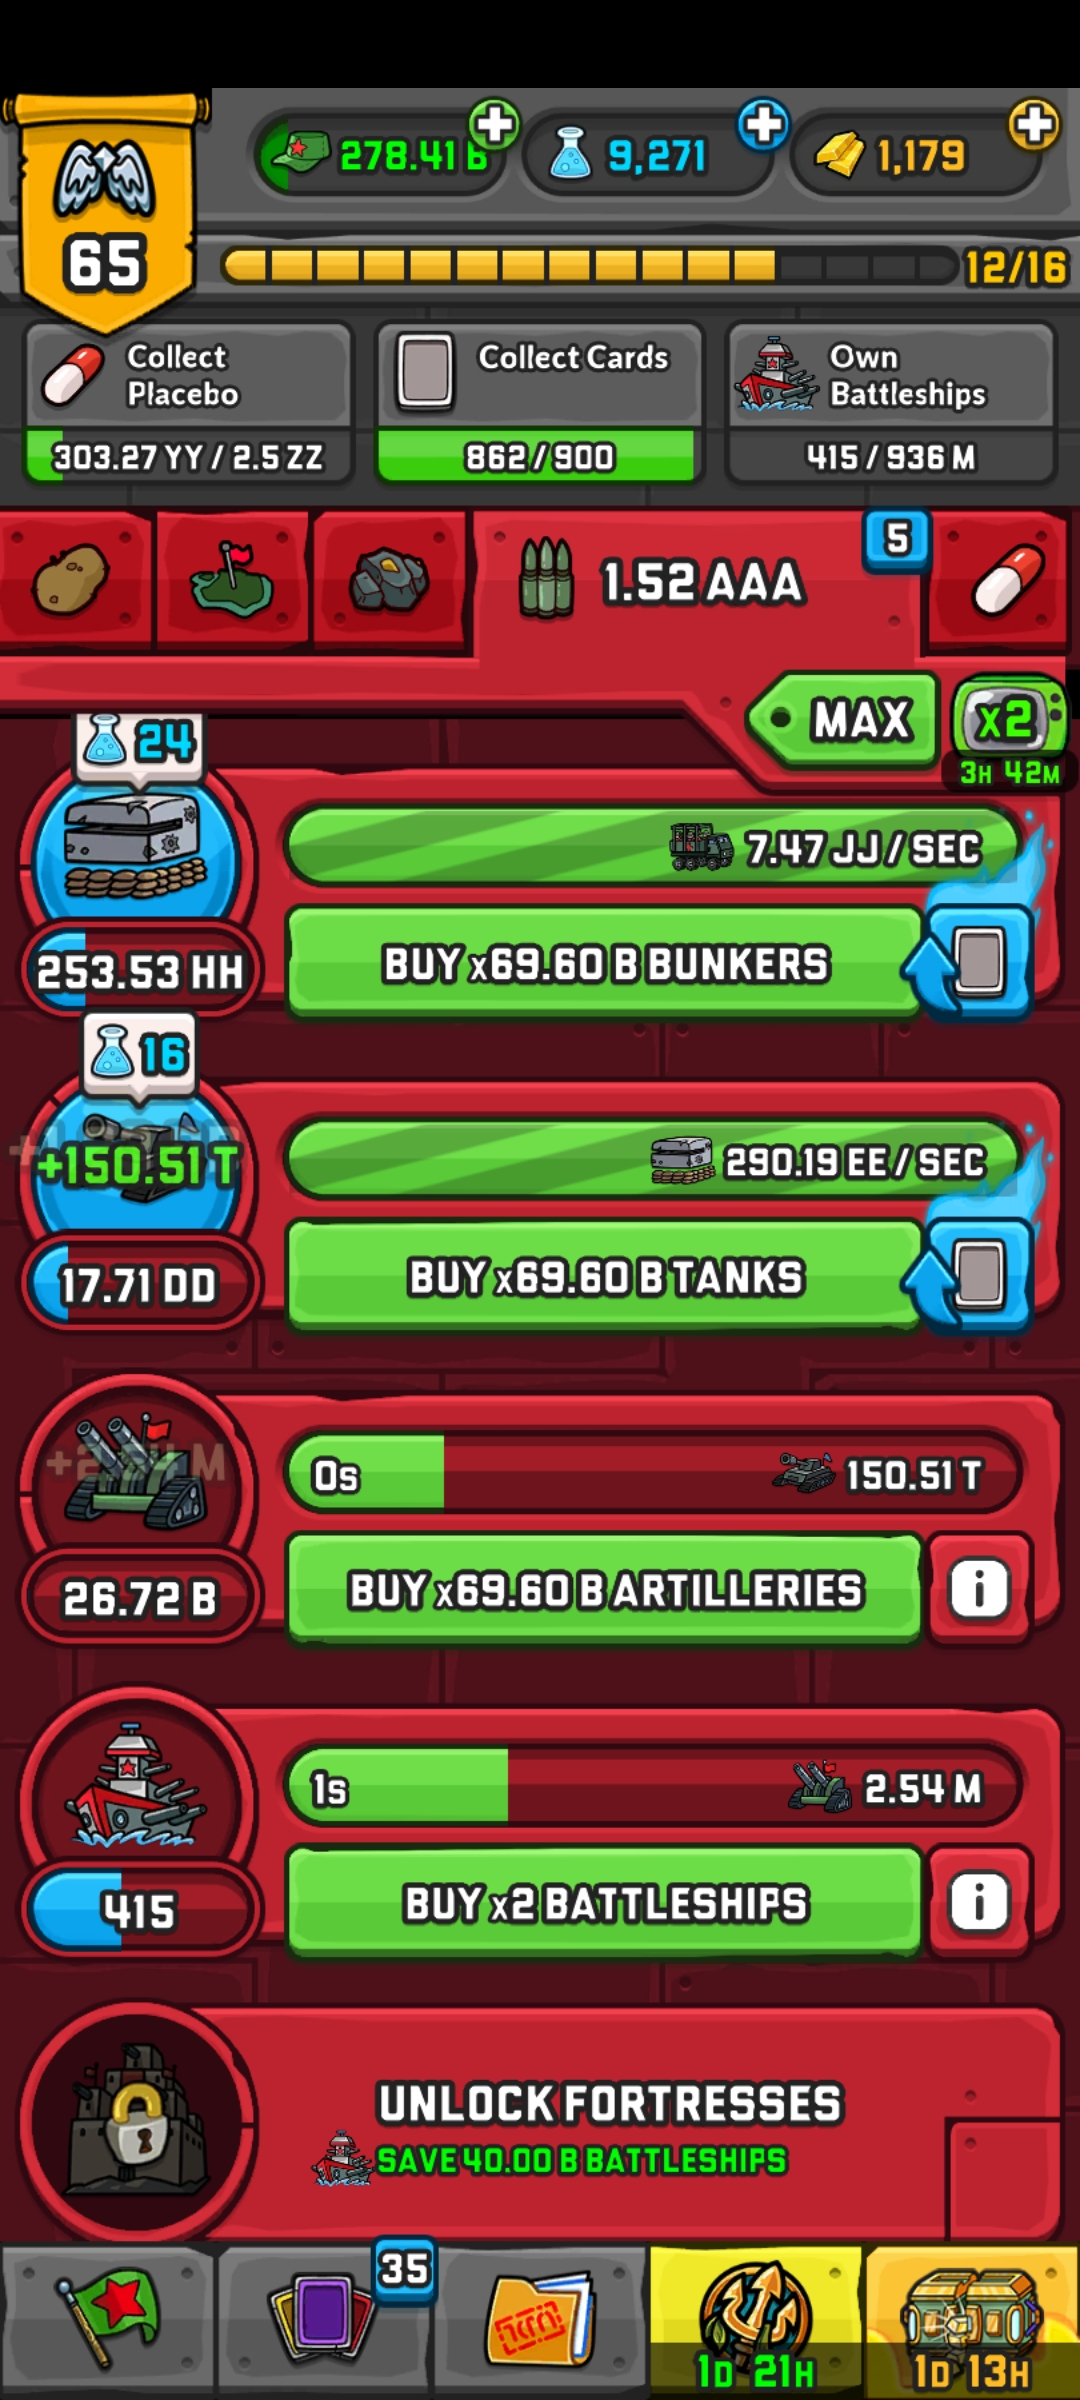 278.41 B
9,271
1,179
65
12/16
Collect
Placebo
303.27 YY / 2.5 ZZ
Collect Cards
862/900
Own
Battleships
415 / 936 M
1.52 AAA
5
MAX
x2
3H 42M
24
7.47 JJ / SEC
253.53 HH
BUY x69.60 B BUNKERS
16
+150.51 T
290.19 EE / SEC
17.71 DD
BUY x69.60 B TANKS
0s
150.51 T
26.72 B
BUY x69.60 B ARTILLERIES
i
1s
2.54 M
415
BUY x2 BATTLESHIPS
i
UNLOCK FORTRESSES
SAVE 40.00 B BATTLESHIPS
35
1D 21H
1D 13H